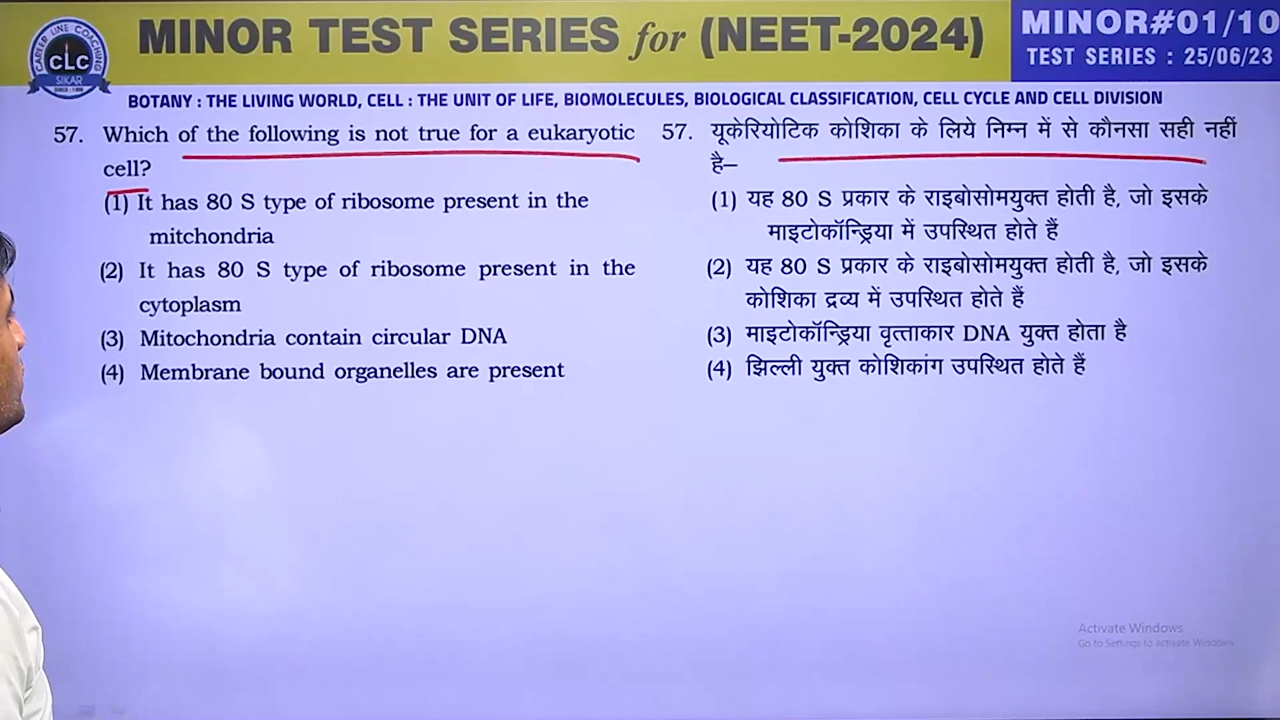 MINOR TEST SERIES for (NEET-2024)
MINOR#01/10
TEST SERIES : 25/06/23
CAREER LINE COACHING
CLC
SIKAR
BOTANY : THE LIVING WORLD, CELL : THE UNIT OF LIFE, BIOMOLECULES, BIOLOGICAL CLASSIFICATION, CELL CYCLE AND CELL DIVISION
57. Which of the following is not true for a eukaryotic
cell?
(1) It has 80 S type of ribosome present in the
mitchondria
(2) It has 80 S type of ribosome present in the
cytoplasm
(3) Mitochondria contain circular DNA
(4) Membrane bound organelles are present
57. यूकेरियोटिक कोशिका के लिये निम्न में से कौनसा सही नहीं
है–
(1) यह 80 S प्रकार के राइबोसोमयुक्त होती है, जो इसके
माइटोकॉन्ड्रिया में उपस्थित होते हैं
(2) यह 80 S प्रकार के राइबोसोमयुक्त होती है, जो इसके
कोशिका द्रव्य में उपस्थित होते हैं
(3) माइटोकॉन्ड्रिया वृत्ताकार DNA युक्त होता है
(4) झिल्ली युक्त कोशिकांग उपस्थित होते हैं
Activate Windows
Go to Settings to activate Windows.